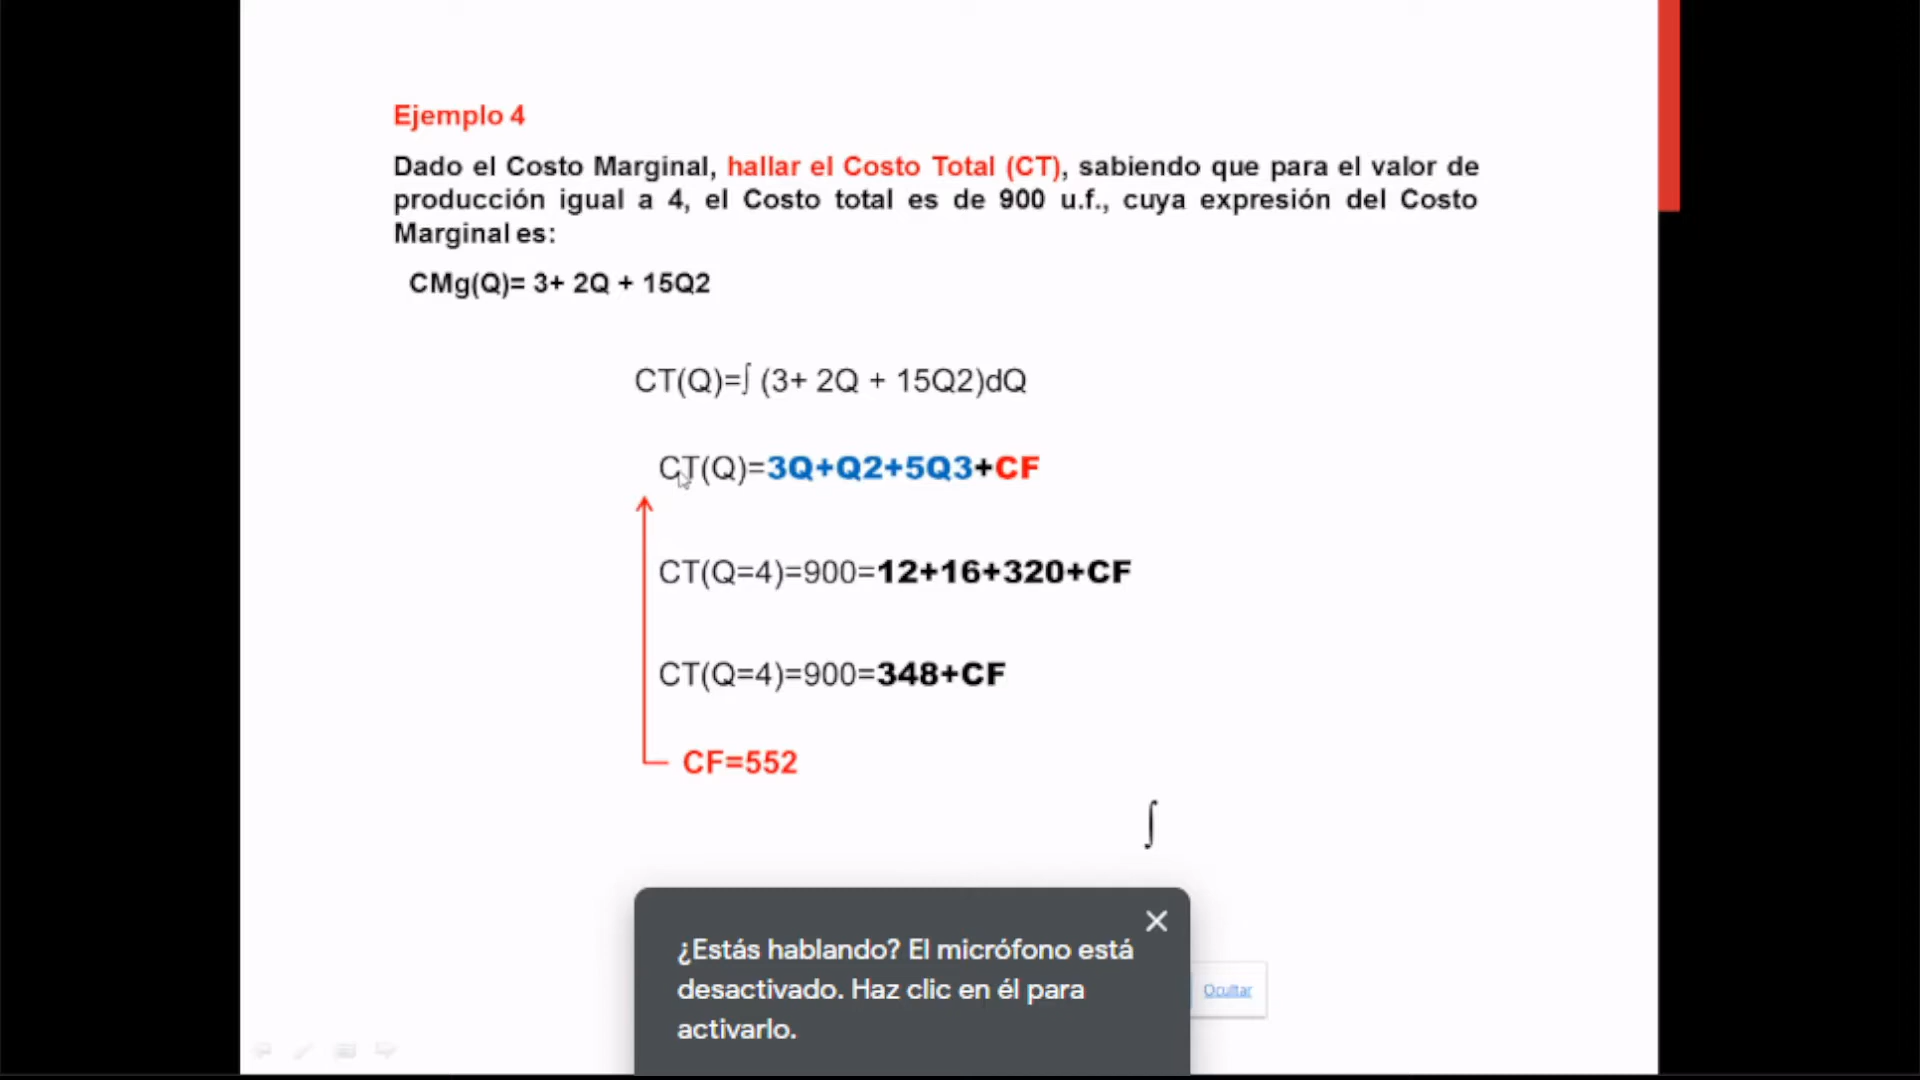 Ejemplo 4
Dado el Costo Marginal, hallar el Costo Total (CT), sabiendo que para el valor de
producción igual a 4, el Costo total es de 900 u.f., cuya expresión del Costo
Marginal es:
CMg(Q)= 3+ 2Q + 15Q2
CT(Q)=∫ (3+ 2Q + 15Q2)dQ
CT(Q)=3Q+Q2+5Q3+CF
CT(Q=4)=900=12+16+320+CF
CT(Q=4)=900=348+CF
CF=552
∫
¿Estás hablando? El micrófono está
desactivado. Haz clic en él para
activarlo.
Ocultar